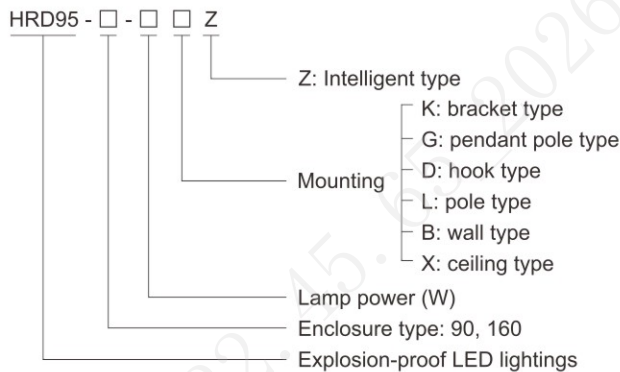 HRD95 - □ - □ □ Z
Z: Intelligent type
K: bracket type
G: pendant pole type
D: hook type
Mounting
L: pole type
B: wall type
X: ceiling type
Lamp power (W)
Enclosure type: 90, 160
Explosion-proof LED lightings